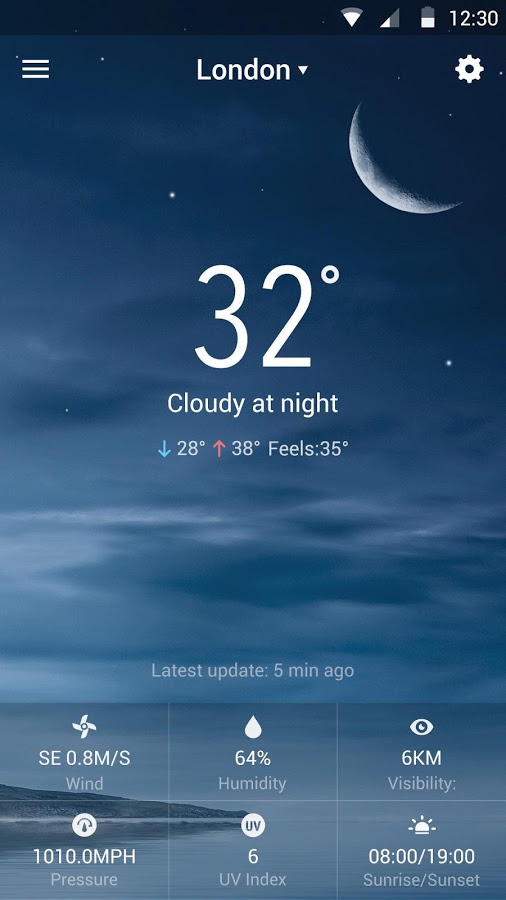 12:30
London
32°
Cloudy at night
28° 38° Feels:35°
Latest update: 5 min ago
SE 0.8M/S
Wind
64%
Humidity
6KM
Visibility:
1010.0MPH
Pressure
UV
6
UV Index
08:00/19:00
Sunrise/Sunset